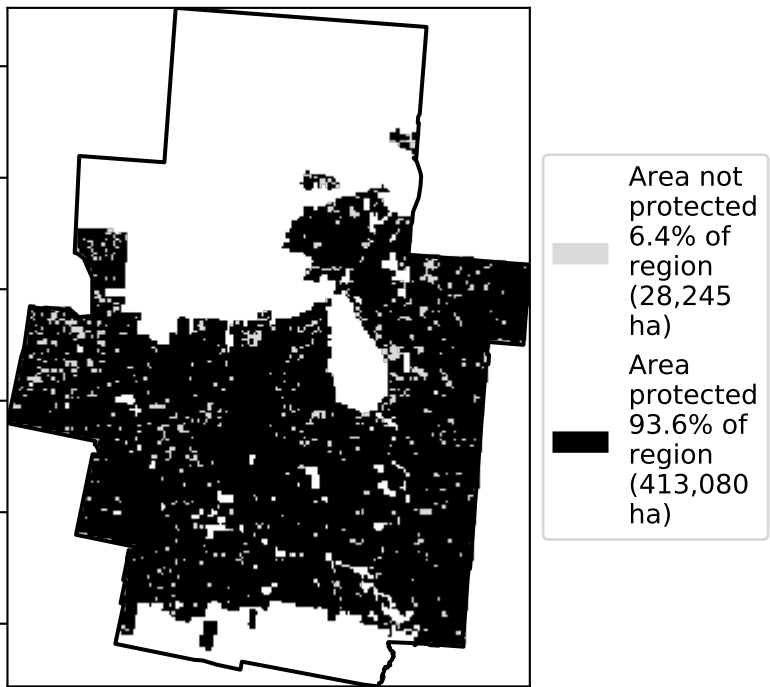 Area not
protected
6.4% of
region
(28,245
ha)
Area
protected
93.6% of
region
(413,080
ha)